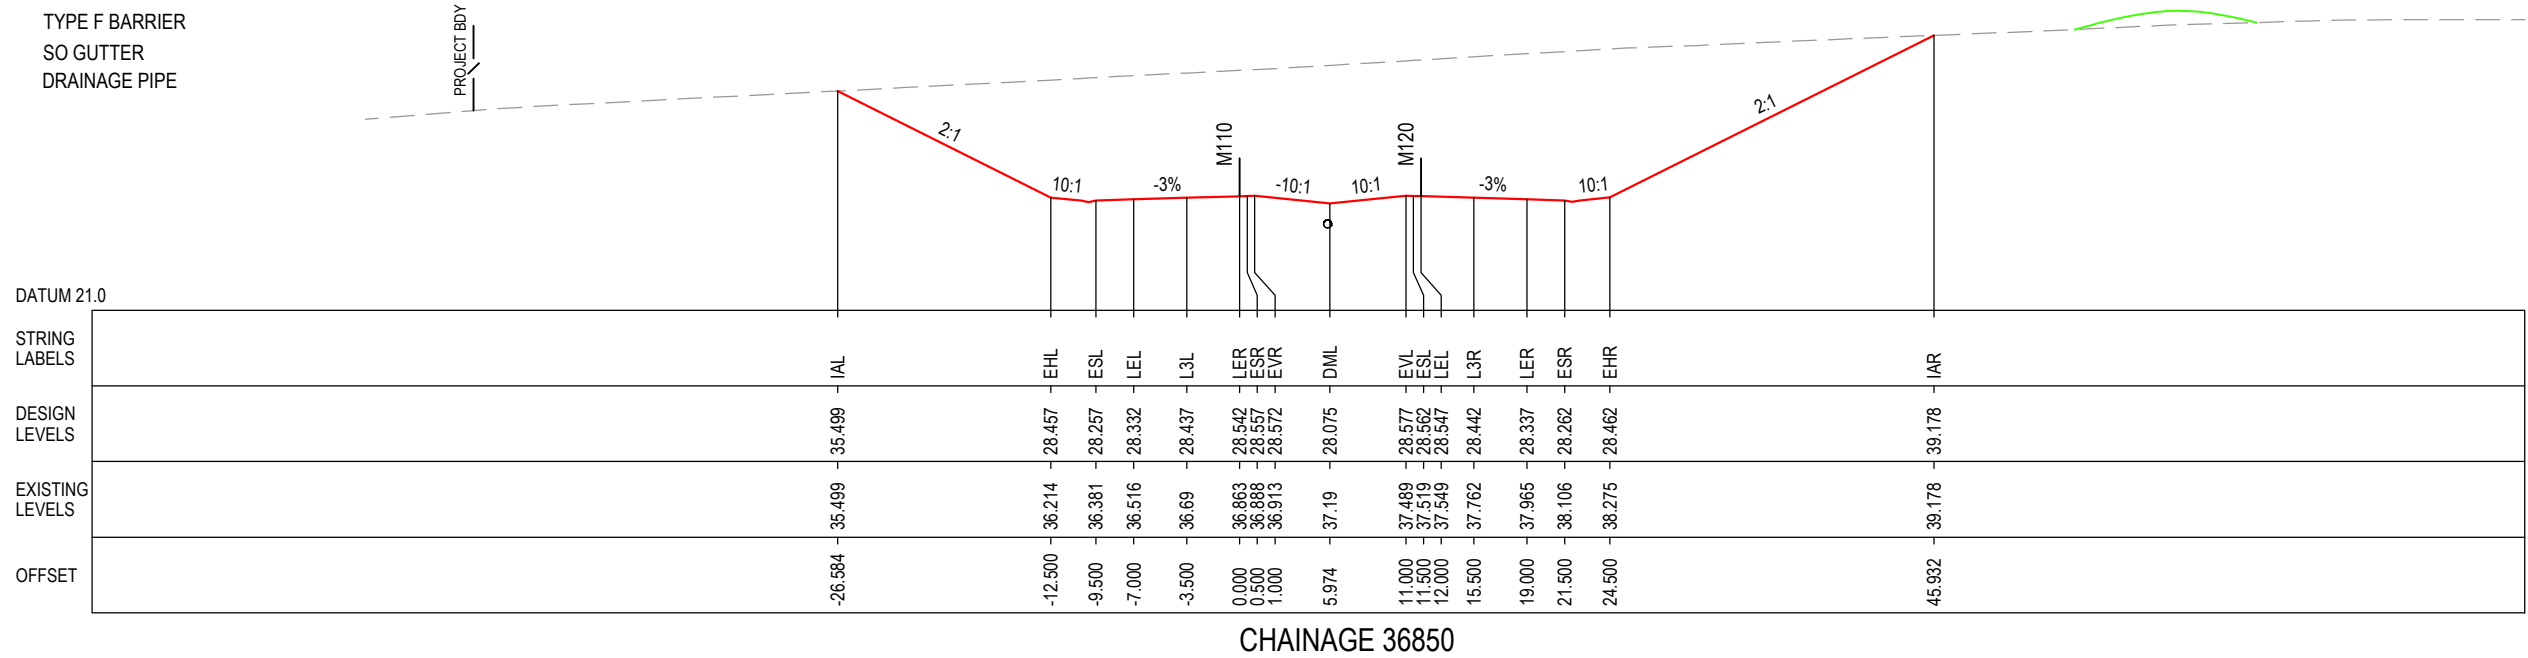 TYPE F BARRIER
SO GUTTER
DRAINAGE PIPE
PROJECT BDY
2:1
10:1
-3%
M110
-10:1
10:1
M120
-3%
10:1
2:1
DATUM 21.0
STRING
LABELS
IAL EHL ESL LEL L3L LER ESR EVR DML EVL ESL LEL L3R LER ESR EHR IAR
DESIGN
LEVELS
35.499 28.457 28.257 28.332 28.437 28.542 28.557 28.572 28.075 28.577 28.562 28.547 28.442 28.337 28.262 28.462 39.178
EXISTING
LEVELS
35.499 36.214 36.381 36.516 36.69 36.863 36.888 36.913 37.19 37.489 37.519 37.549 37.762 37.965 38.106 38.275 39.178
OFFSET
-26.584 -12.500 -9.500 -7.000 -3.500 0.000 0.500 1.000 5.974 11.000 11.500 12.000 15.500 19.000 21.500 24.500 45.932
CHAINAGE 36850